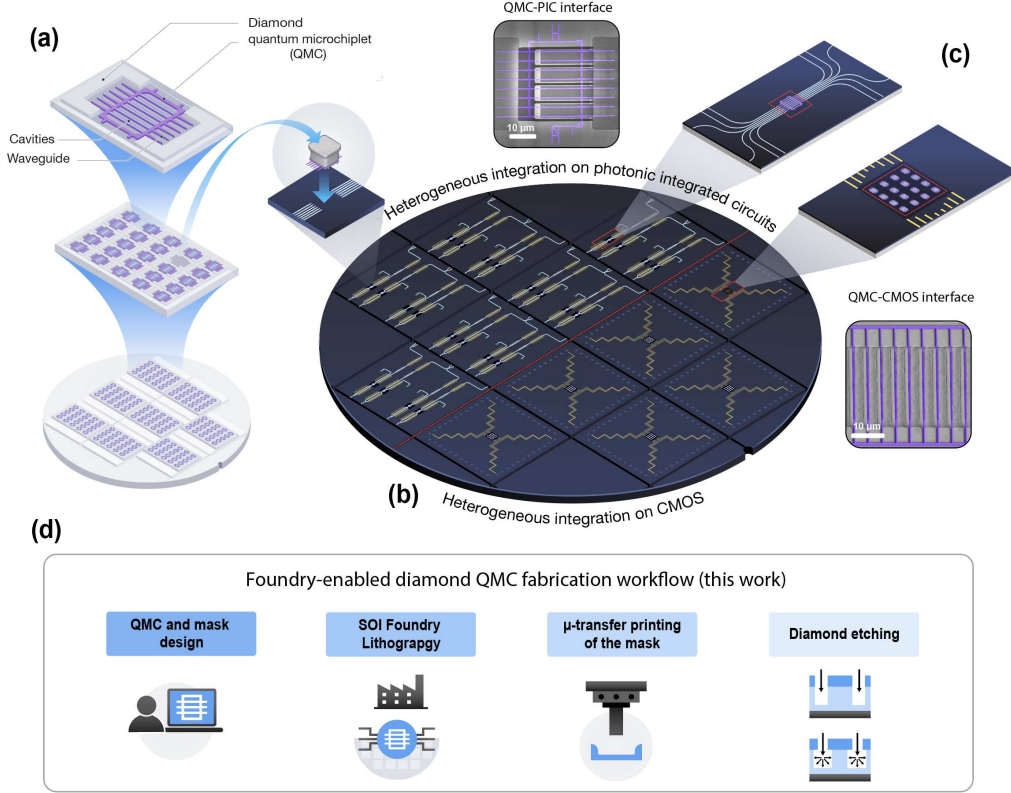 (a)
Diamond
quantum microchiplet
(QMC)
Cavities
Waveguide
QMC-PIC interface
10 µm
(c)
Heterogeneous integration on photonic integrated circuits
QMC-CMOS interface
10 µm
(b)
Heterogeneous integration on CMOS
(d)
Foundry-enabled diamond QMC fabrication workflow (this work)
QMC and mask
design
SOI Foundry
Lithograpgy
µ-transfer printing
of the mask
Diamond etching